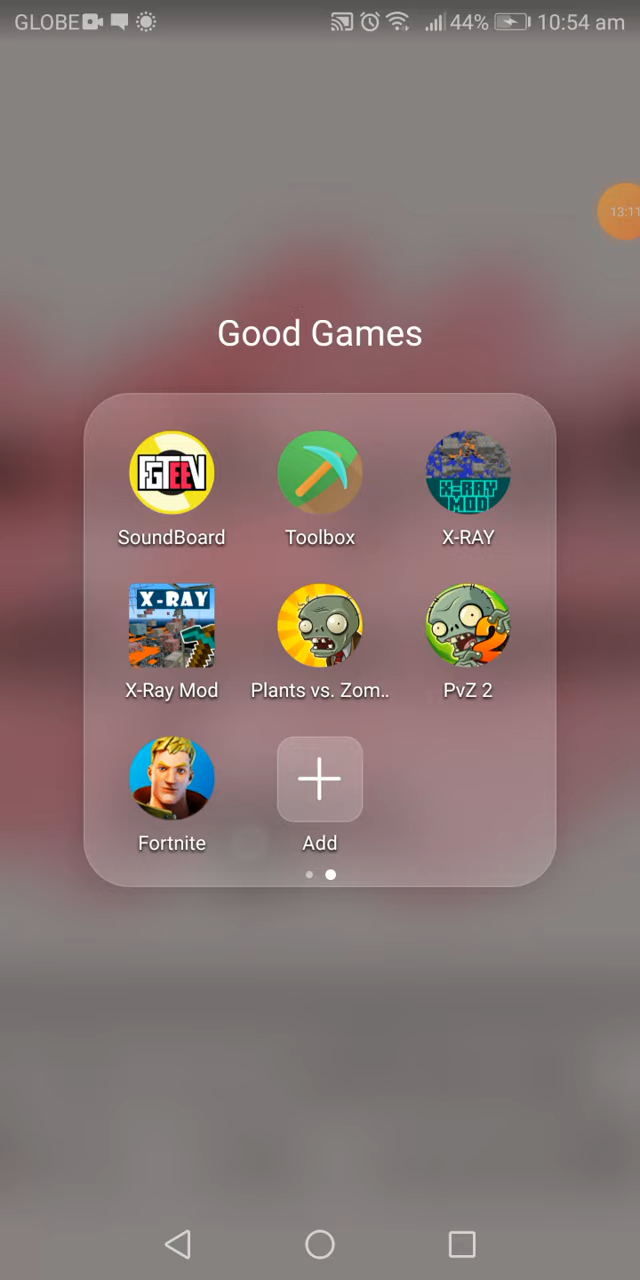 GLOBE 44% 10:54 am
13:11
Good Games
FGTEEV
X-RAY MOD
SoundBoard Toolbox X-RAY
X-RAY 2
X-Ray Mod Plants vs. Zom.. PvZ 2
Fortnite Add